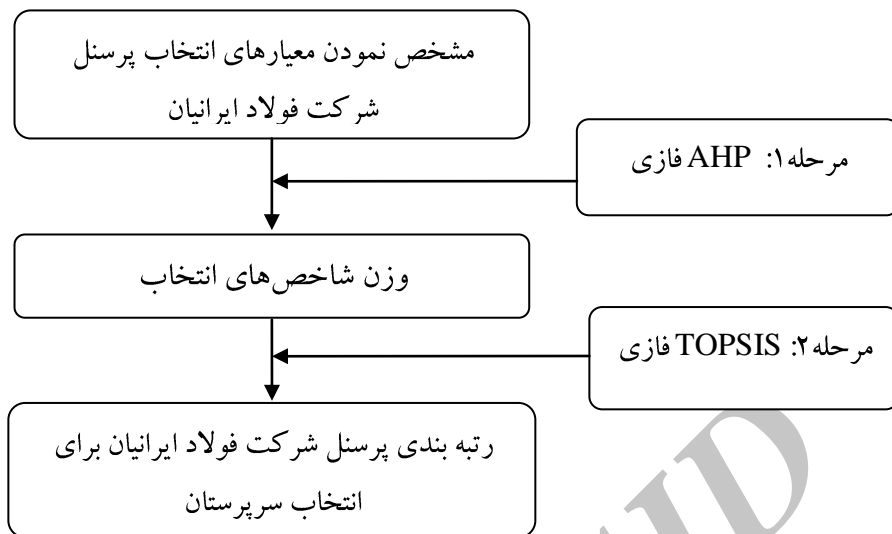 مشخص نمودن معیارهای انتخاب پرسنل
شرکت فولاد ایرانیان
مرحله۱: AHP فازی
وزن شاخص‌های انتخاب
مرحله۲: TOPSIS فازی
رتبه بندی پرسنل شرکت فولاد ایرانیان برای
انتخاب سرپرستان